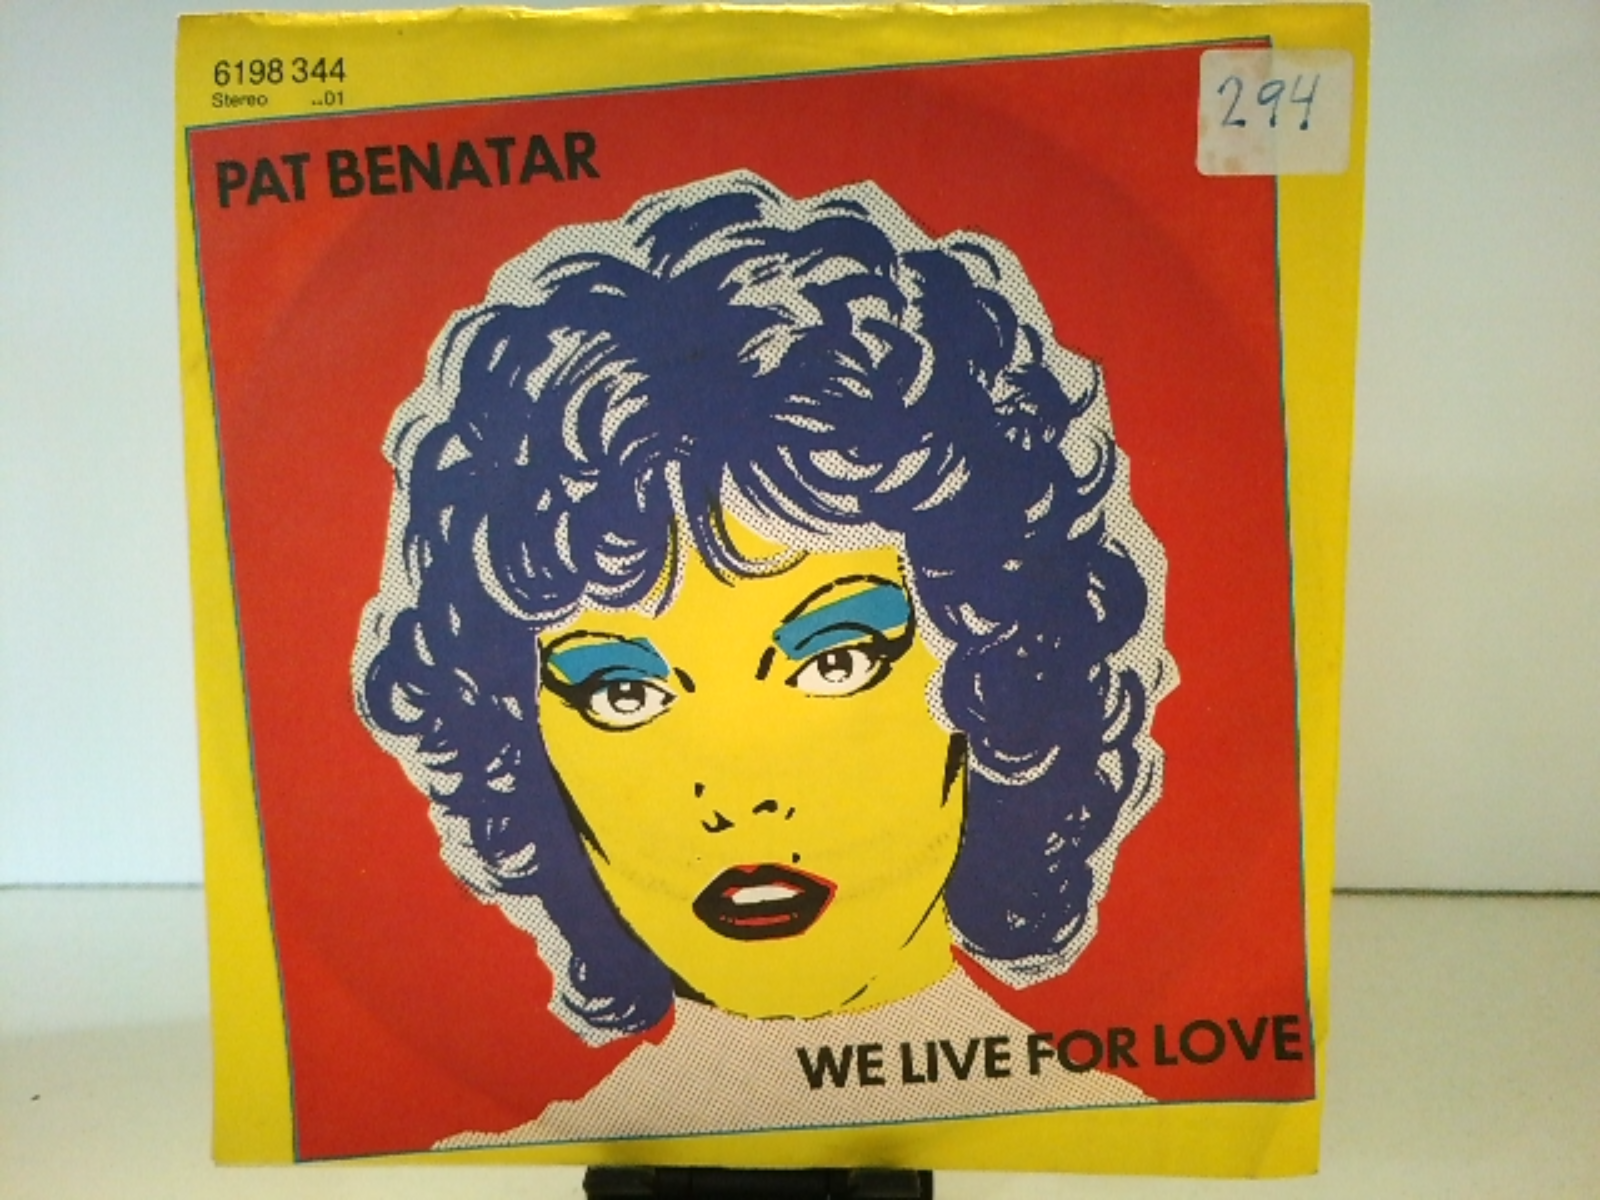 6198 344
Stereo ..01
294
PAT BENATAR
WE LIVE FOR LOVE